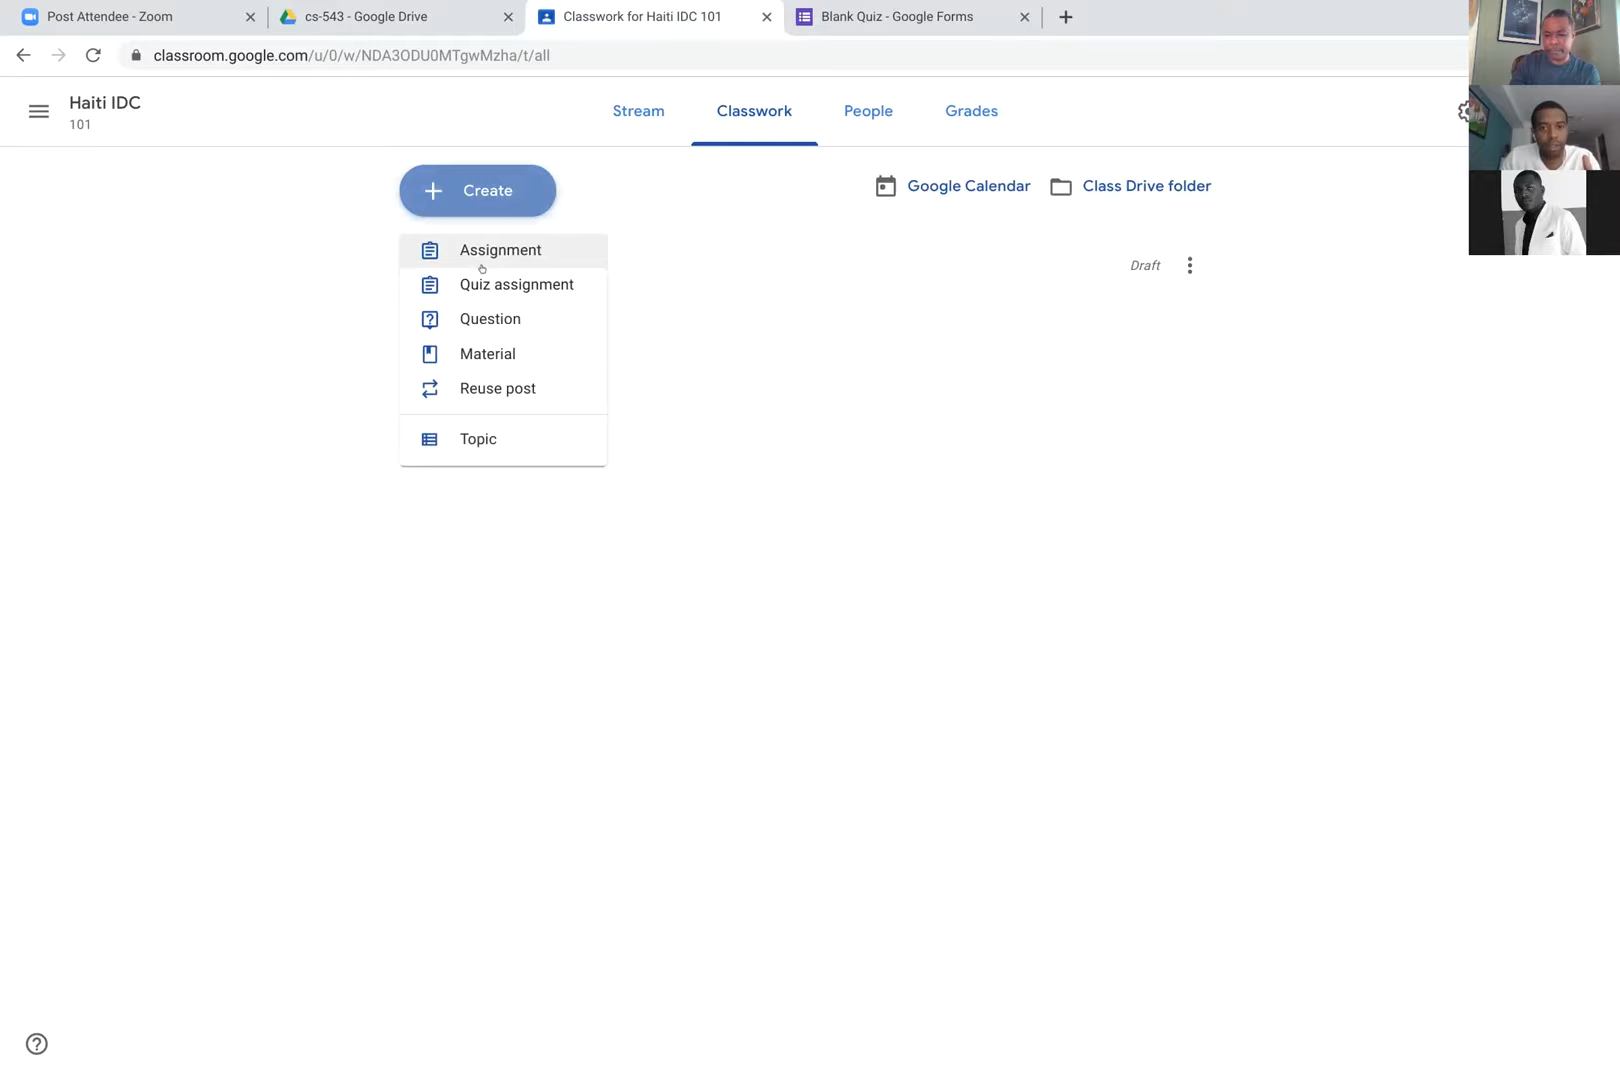 Post Attendee - Zoom
cs-543 - Google Drive
Classwork for Haiti IDC 101
Blank Quiz - Google Forms
classroom.google.com/u/0/w/NDA3ODU0MTgwMzha/t/all
Haiti IDC
101
Stream
Classwork
People
Grades
Create
Google Calendar
Class Drive folder
Assignment
Draft
Quiz assignment
Question
Material
Reuse post
Topic